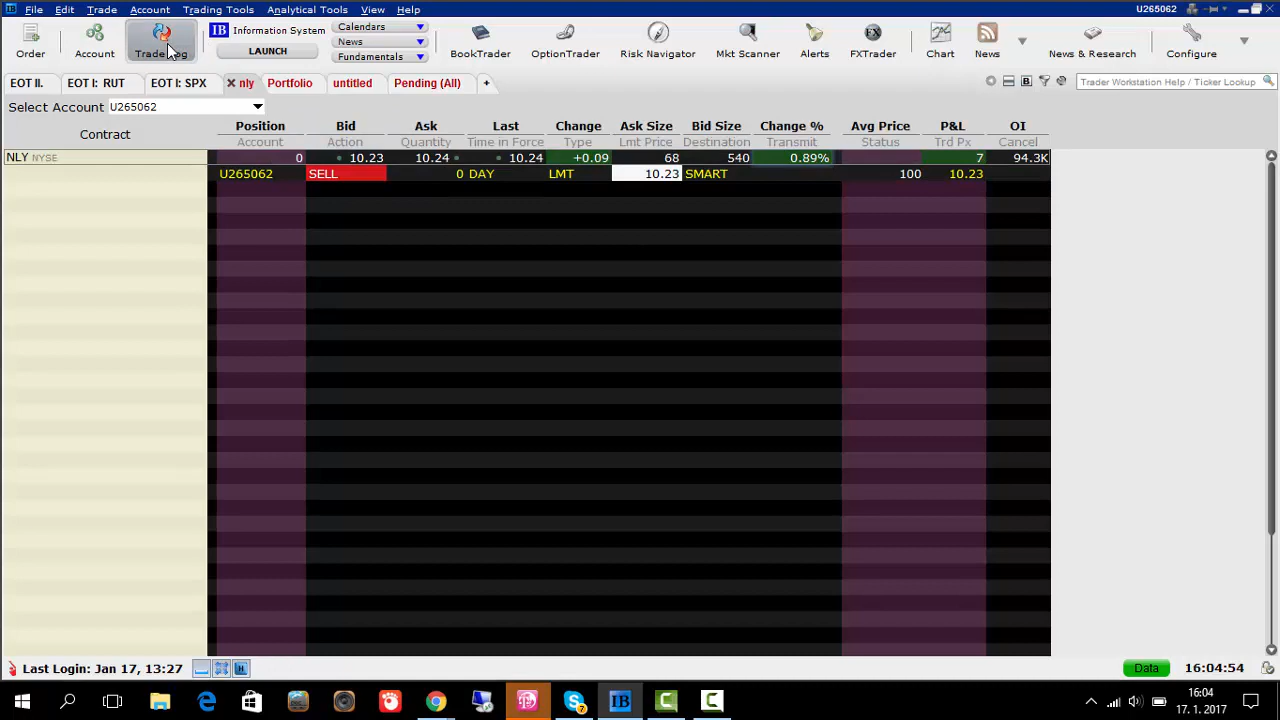 File Edit Trade Account Trading Tools Analytical Tools View Help U265062
Order Account Trade Log IB Information System LAUNCH Calendars News Fundamentals BookTrader OptionTrader Risk Navigator Mkt Scanner Alerts FXTrader Chart News News & Research Configure
EOT II. EOT I: RUT EOT I: SPX nly Portfolio untitled Pending (All) + B Trader Workstation Help / Ticker Lookup
Select Account U265062
Contract Position Bid Ask Last Change Ask Size Bid Size Change % Avg Price P&L OI
Account Action Quantity Time in Force Type Lmt Price Destination Transmit Status Trd Px Cancel
NLY NYSE 0 10.23 10.24 10.24 +0.09 68 540 0.89% 7 94.3K
U265062 SELL 0 DAY LMT 10.23 SMART 100 10.23
Last Login: Jan 17, 13:27 Data 16:04:54
16:04
17. 1. 2017